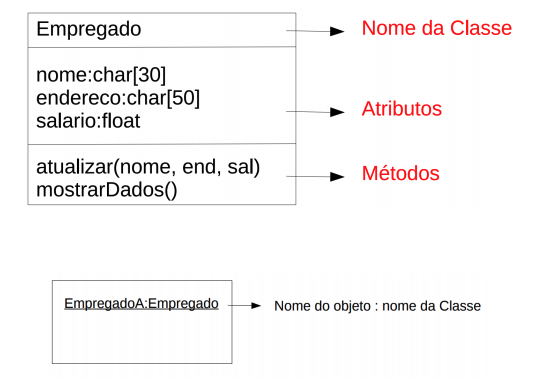 Empregado
Nome da Classe
nome:char[30]
endereco:char[50]
salario:float
Atributos
atualizar(nome, end, sal)
mostrarDados()
Métodos
EmpregadoA:Empregado
Nome do objeto : nome da Classe